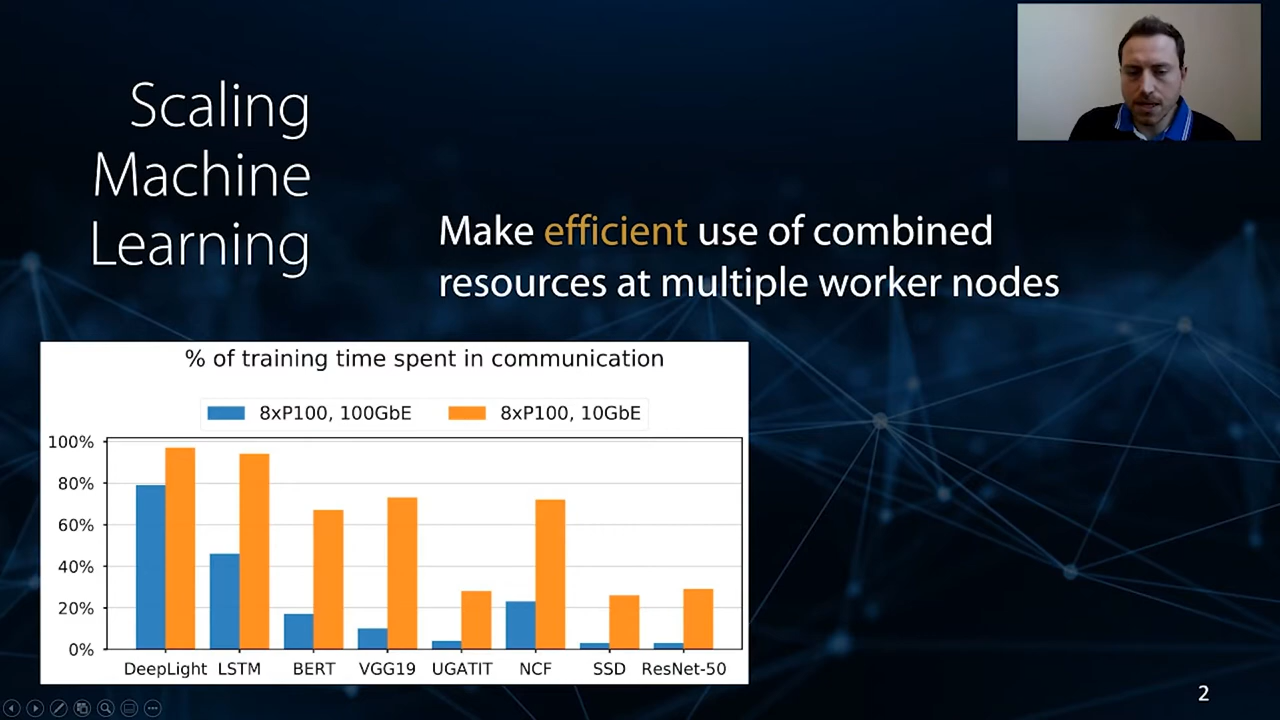 Scaling
Machine
Learning
Make efficient use of combined
resources at multiple worker nodes
% of training time spent in communication
8xP100, 100GbE 8xP100, 10GbE
100%
80%
60%
40%
20%
0%
DeepLight LSTM BERT VGG19 UGATIT NCF SSD ResNet-50
2